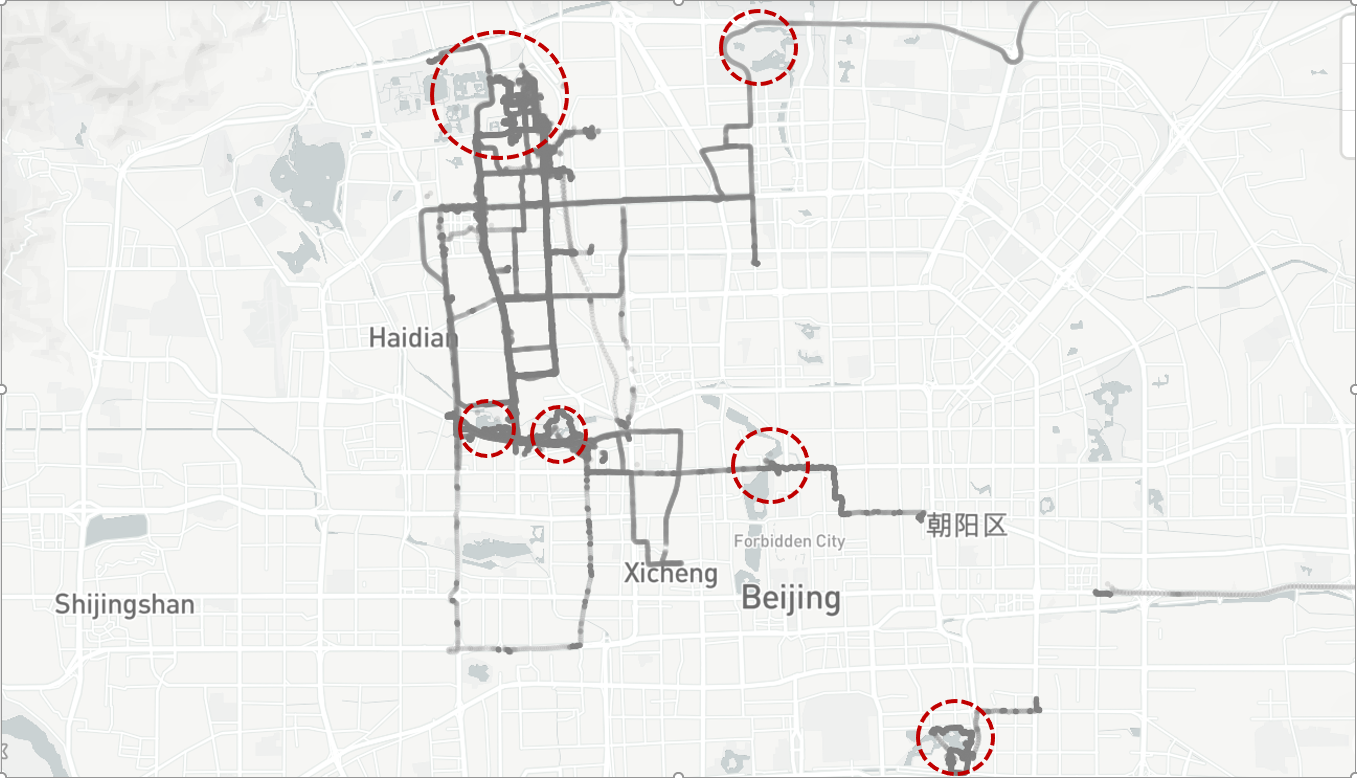 Haidian
朝阳区
Forbidden City
Xicheng
Beijing
Shijingshan